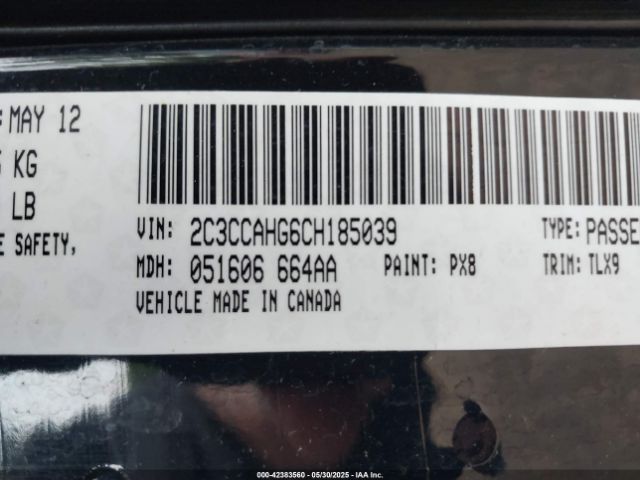 : MAY 12
KG
LB
E SAFETY,
VIN: 2C3CCAHG6CH185039
TYPE: PASSE
MDH: 051606 664AA
PAINT: PX8
TRIM: TLX9
VEHICLE MADE IN CANADA
000-42383560 - 05/30/2025 - IAA Inc.